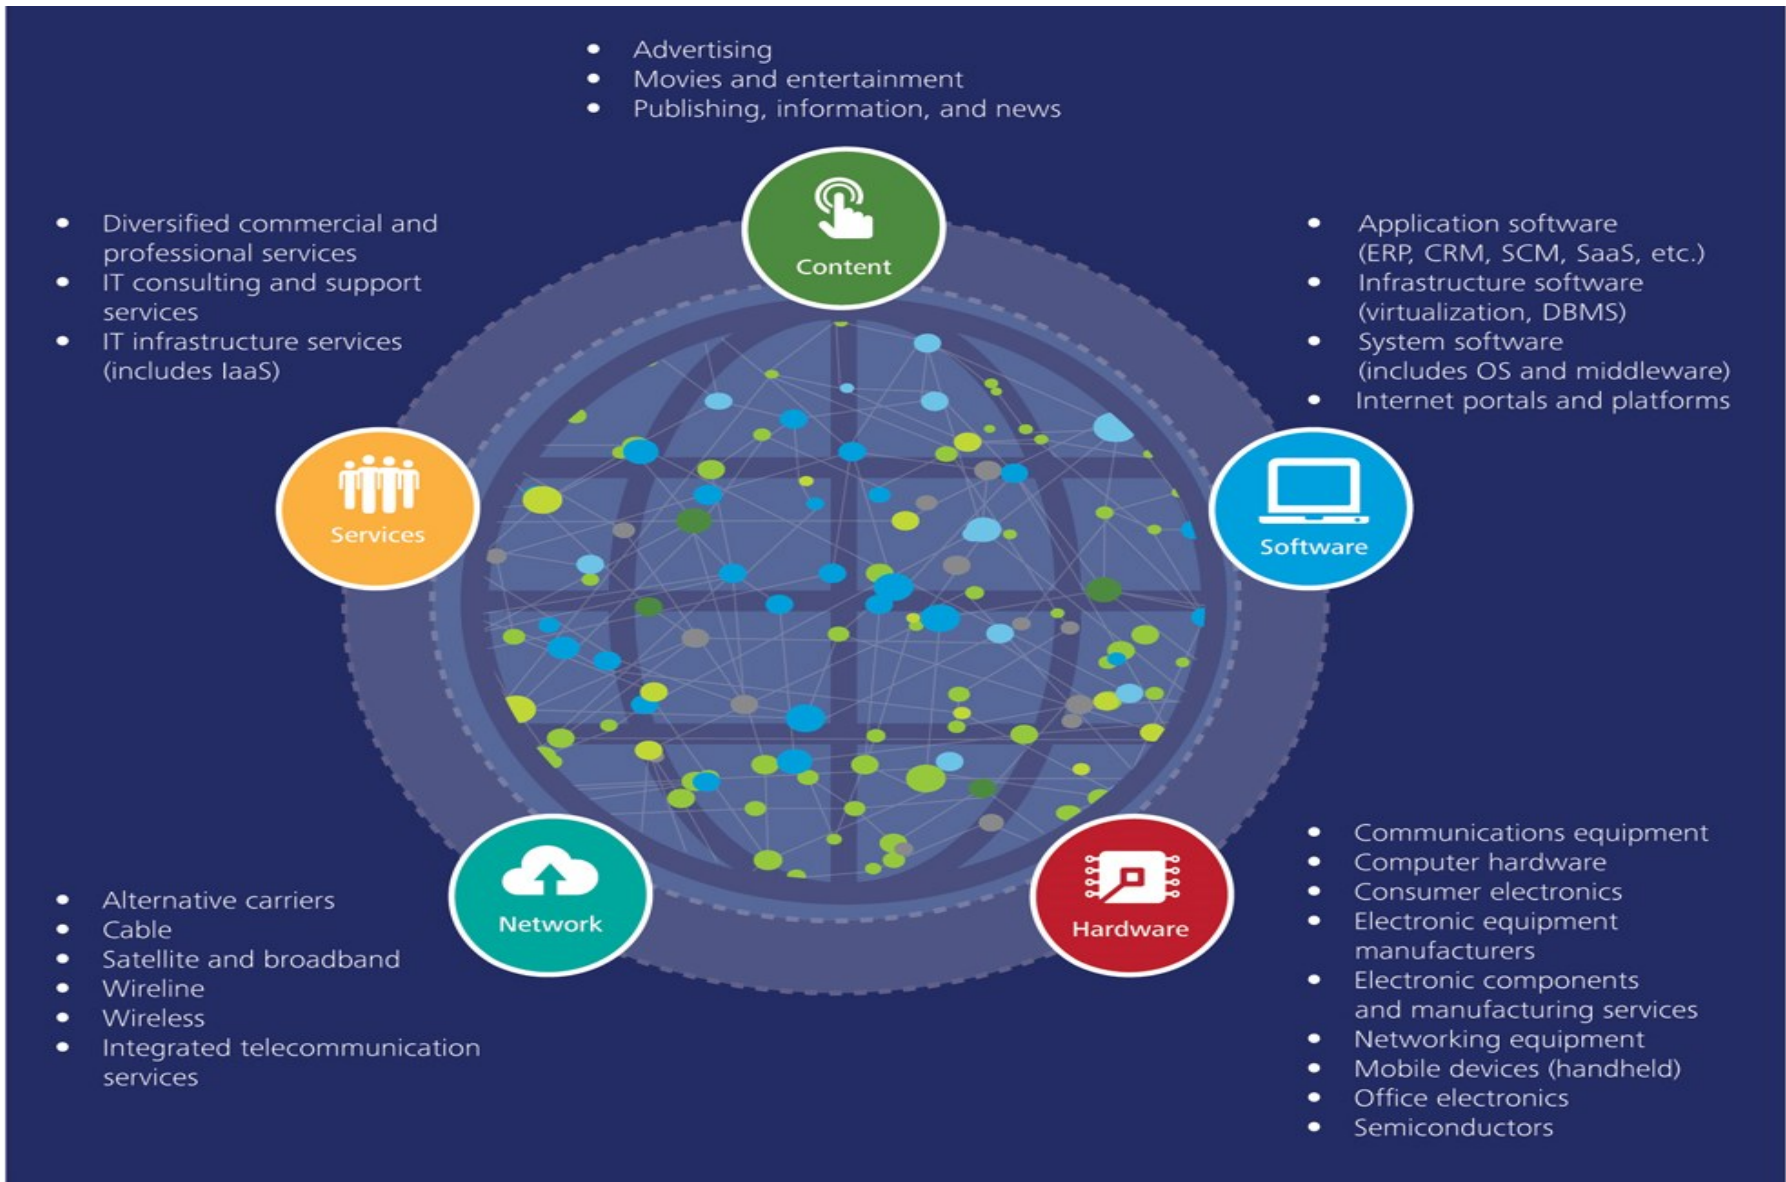 • Advertising
• Movies and entertainment
• Publishing, information, and news
Content
• Diversified commercial and
professional services
• IT consulting and support
services
• IT infrastructure services
(includes IaaS)
Services
• Application software
(ERP, CRM, SCM, SaaS, etc.)
• Infrastructure software
(virtualization, DBMS)
• System software
(includes OS and middleware)
• Internet portals and platforms
Software
Network
• Alternative carriers
• Cable
• Satellite and broadband
• Wireline
• Wireless
• Integrated telecommunication
services
Hardware
• Communications equipment
• Computer hardware
• Consumer electronics
• Electronic equipment
manufacturers
• Electronic components
and manufacturing services
• Networking equipment
• Mobile devices (handheld)
• Office electronics
• Semiconductors